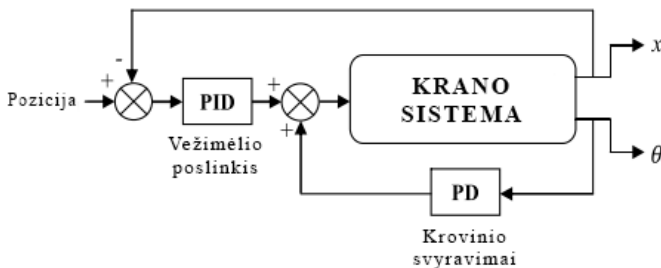 -
x
+
KRANO
SISTEMA
Pozicija
PID
+
+
Vežimėlio
poslinkis
θ
PD
Krovinio
svyravimai